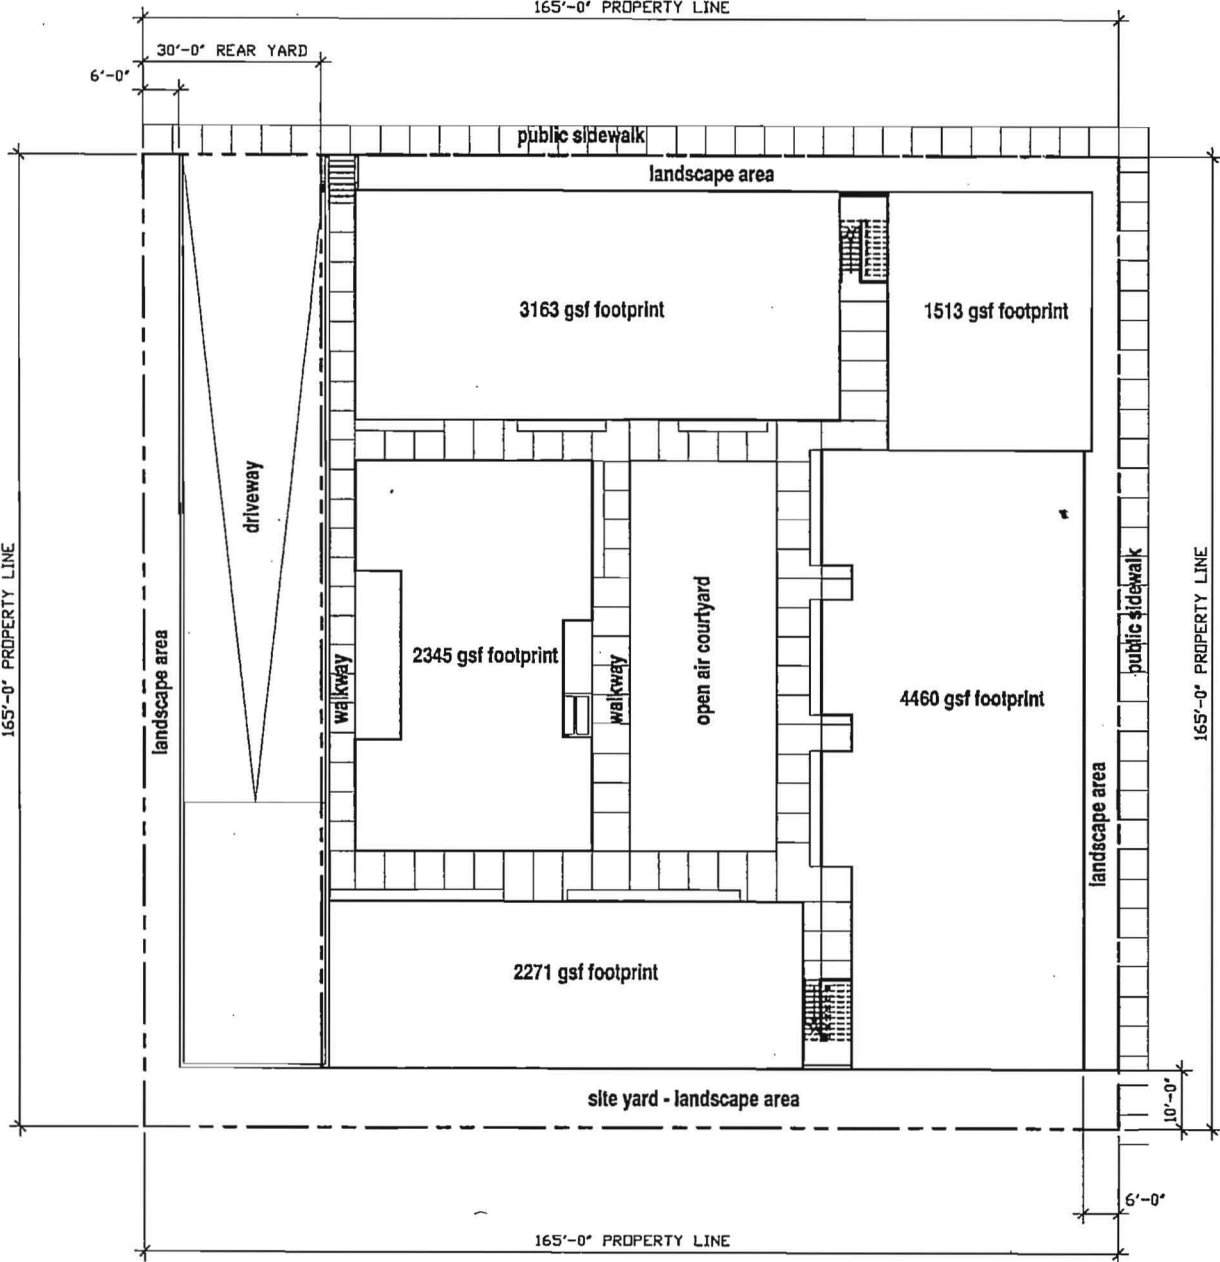 165'-0" PROPERTY LINE
30'-0" REAR YARD
6'-0"
public sidewalk
landscape area
3163 gsf footprint
1513 gsf footprint
driveway
165'-0" PROPERTY LINE
landscape area
walkway
2345 gsf footprint
walkway
open air courtyard
4460 gsf footprint
public sidewalk
165'-0" PROPERTY LINE
landscape area
2271 gsf footprint
site yard - landscape area
10'-0"
6'-0"
165'-0" PROPERTY LINE